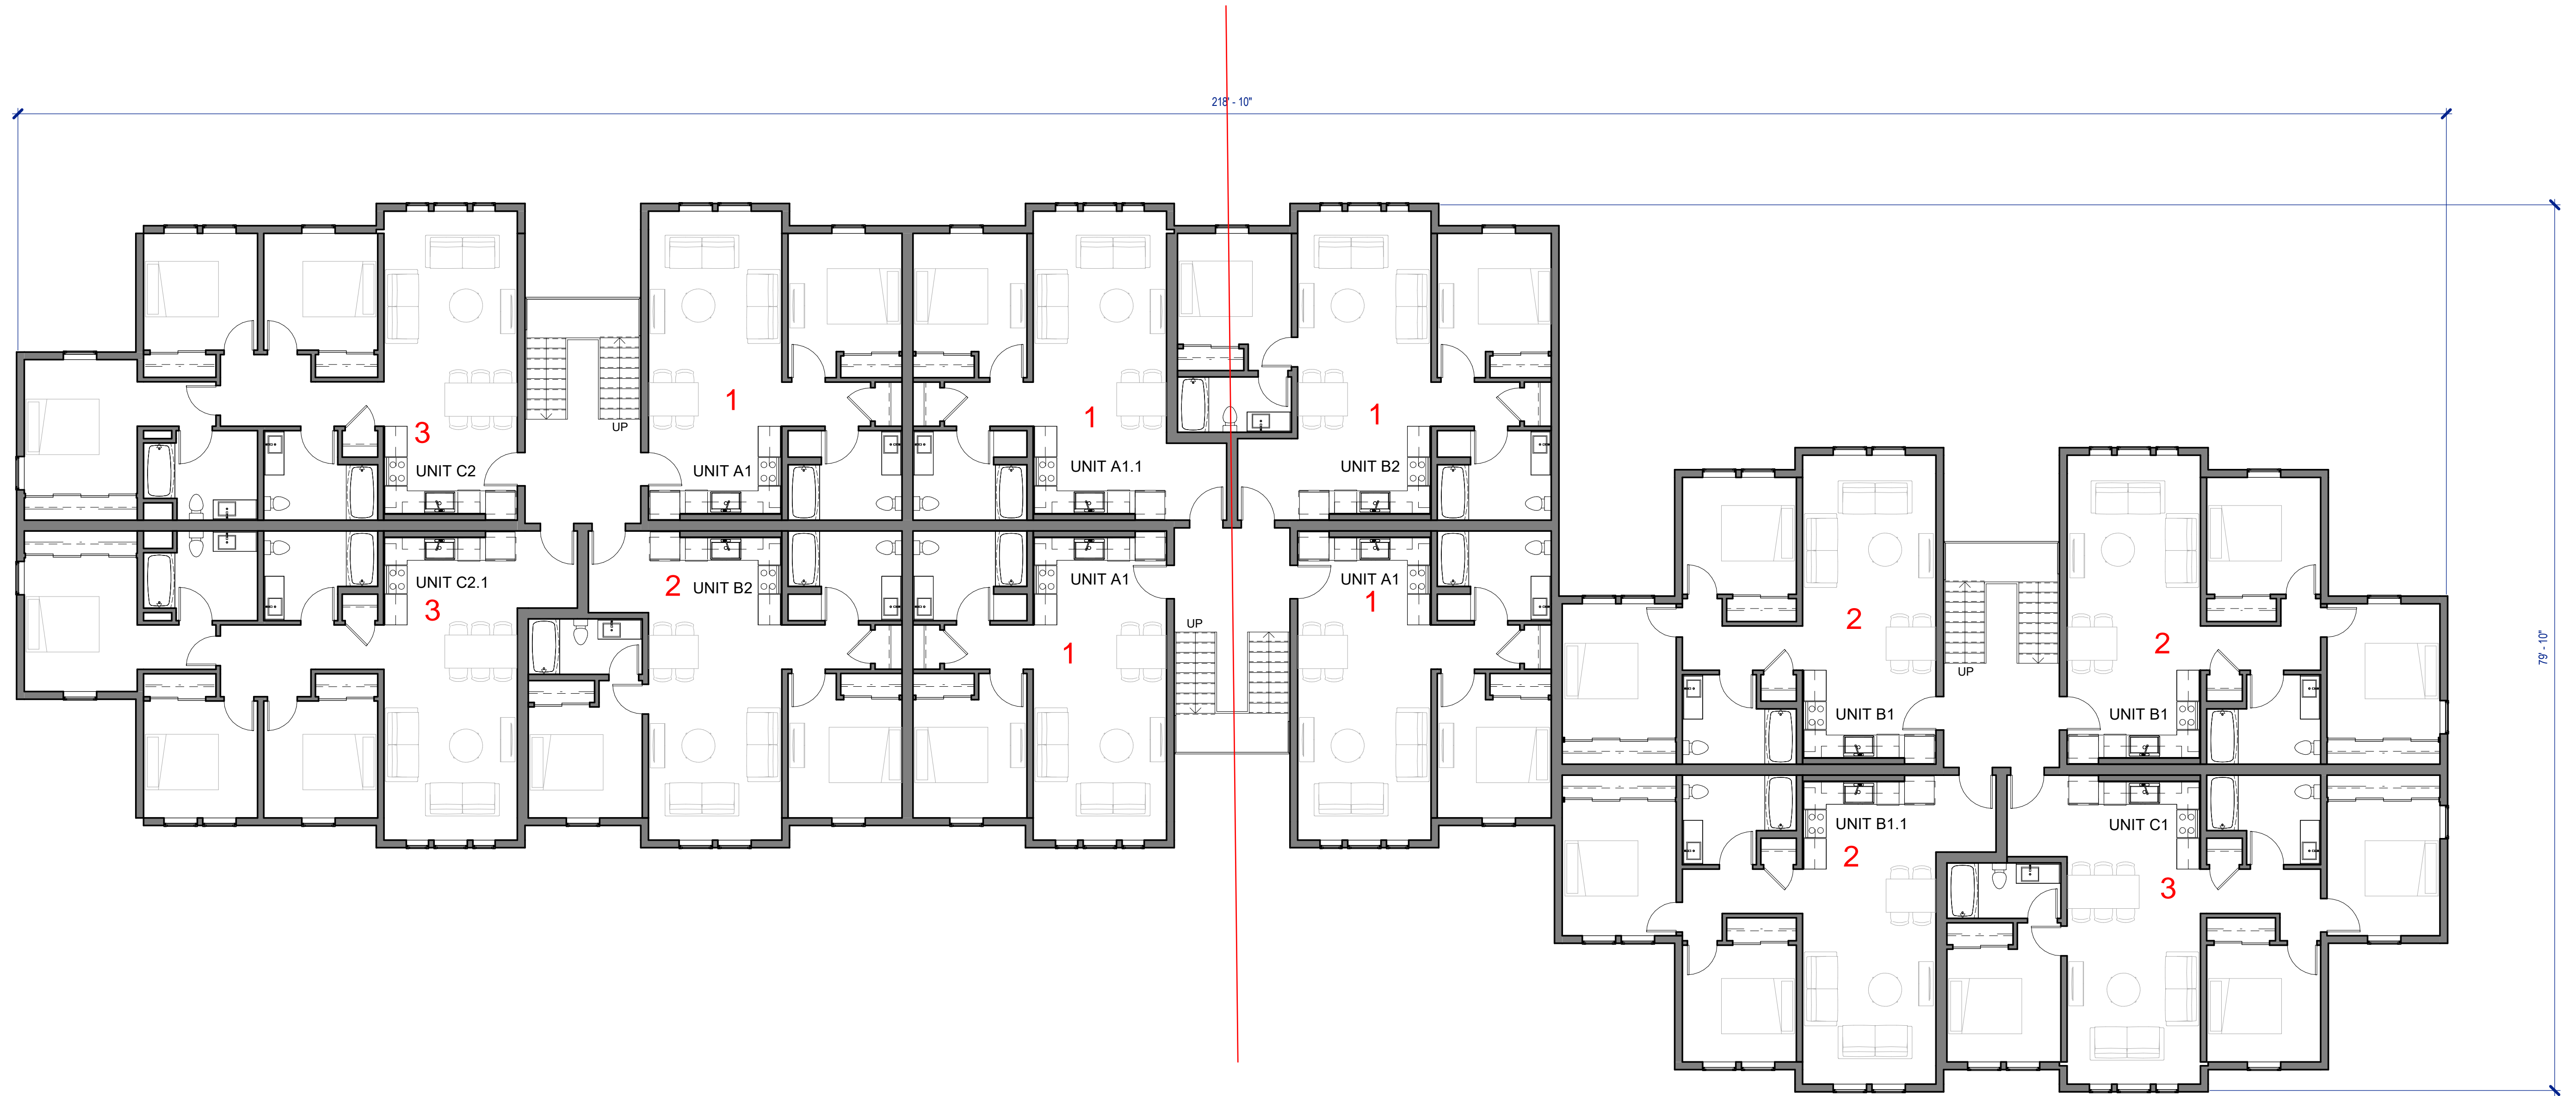 218' - 10"
1
1
1
3
UP
UNIT C2
UNIT A1
UNIT A1.1
UNIT B2
UNIT C2.1
3
2
UNIT B2
UNIT A1
UNIT A1
1
1
UP
2
2
79' - 10"
UP
UNIT B1
UNIT B1
UNIT B1.1
UNIT C1
2
3